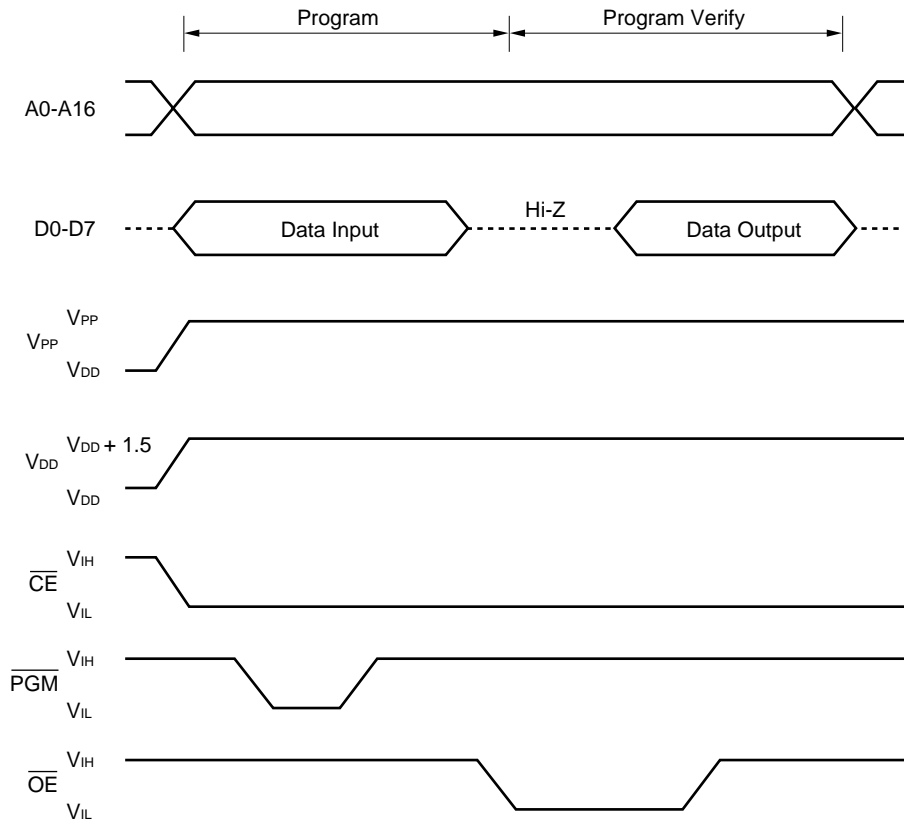 Program
Program Verify
A0-A16
D0-D7
Data Input
Hi-Z
Data Output
VPP
VPP
VDD
VDD
VDD + 1.5
VDD
CE
VIH
VIL
PGM
VIH
VIL
OE
VIH
VIL